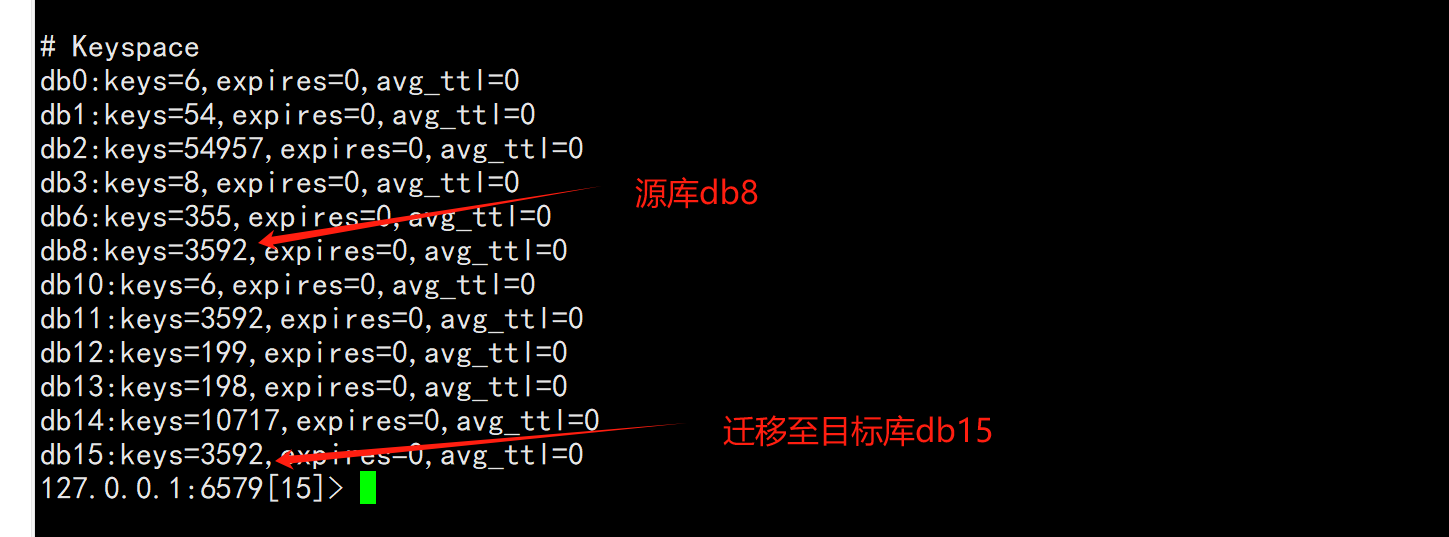 # Keyspace
db0:keys=6,expires=0,avg_ttl=0
db1:keys=54,expires=0,avg_ttl=0
db2:keys=54957,expires=0,avg_ttl=0
db3:keys=8,expires=0,avg_ttl=0
源库db8
db6:keys=355,expires=0,avg_ttl=0
db8:keys=3592,expires=0,avg_ttl=0
db10:keys=6,expires=0,avg_ttl=0
db11:keys=3592,expires=0,avg_ttl=0
db12:keys=199,expires=0,avg_ttl=0
db13:keys=198,expires=0,avg_ttl=0
db14:keys=10717,expires=0,avg_ttl=0
迁移至目标库db15
db15:keys=3592,expires=0,avg_ttl=0
127.0.0.1:6579[15]>